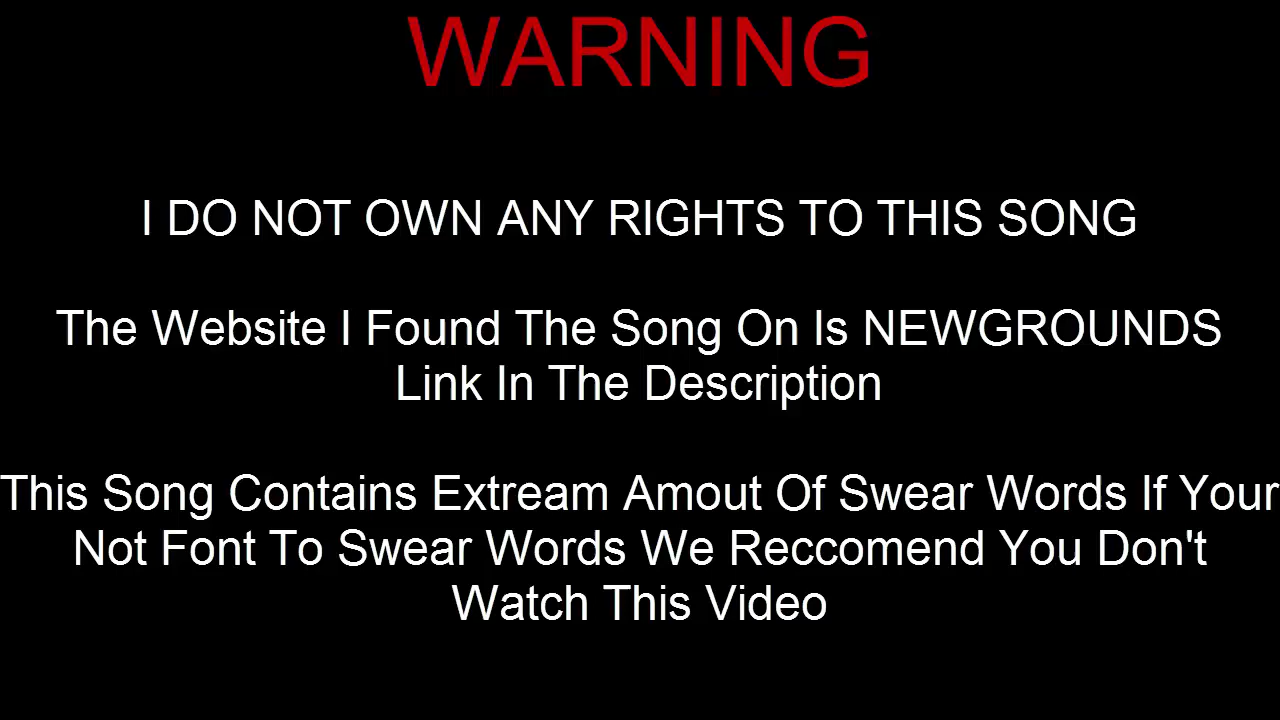 WARNING
I DO NOT OWN ANY RIGHTS TO THIS SONG
The Website I Found The Song On Is NEWGROUNDS
Link In The Description
This Song Contains Extream Amout Of Swear Words If Your
Not Font To Swear Words We Reccomend You Don't
Watch This Video